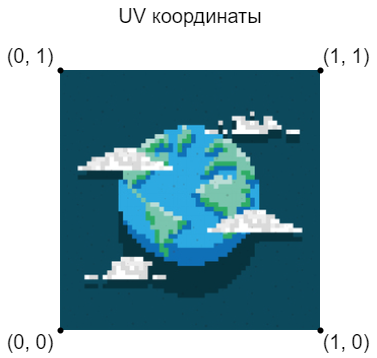 UV координаты
(0, 1) (1, 1)
(0, 0) (1, 0)